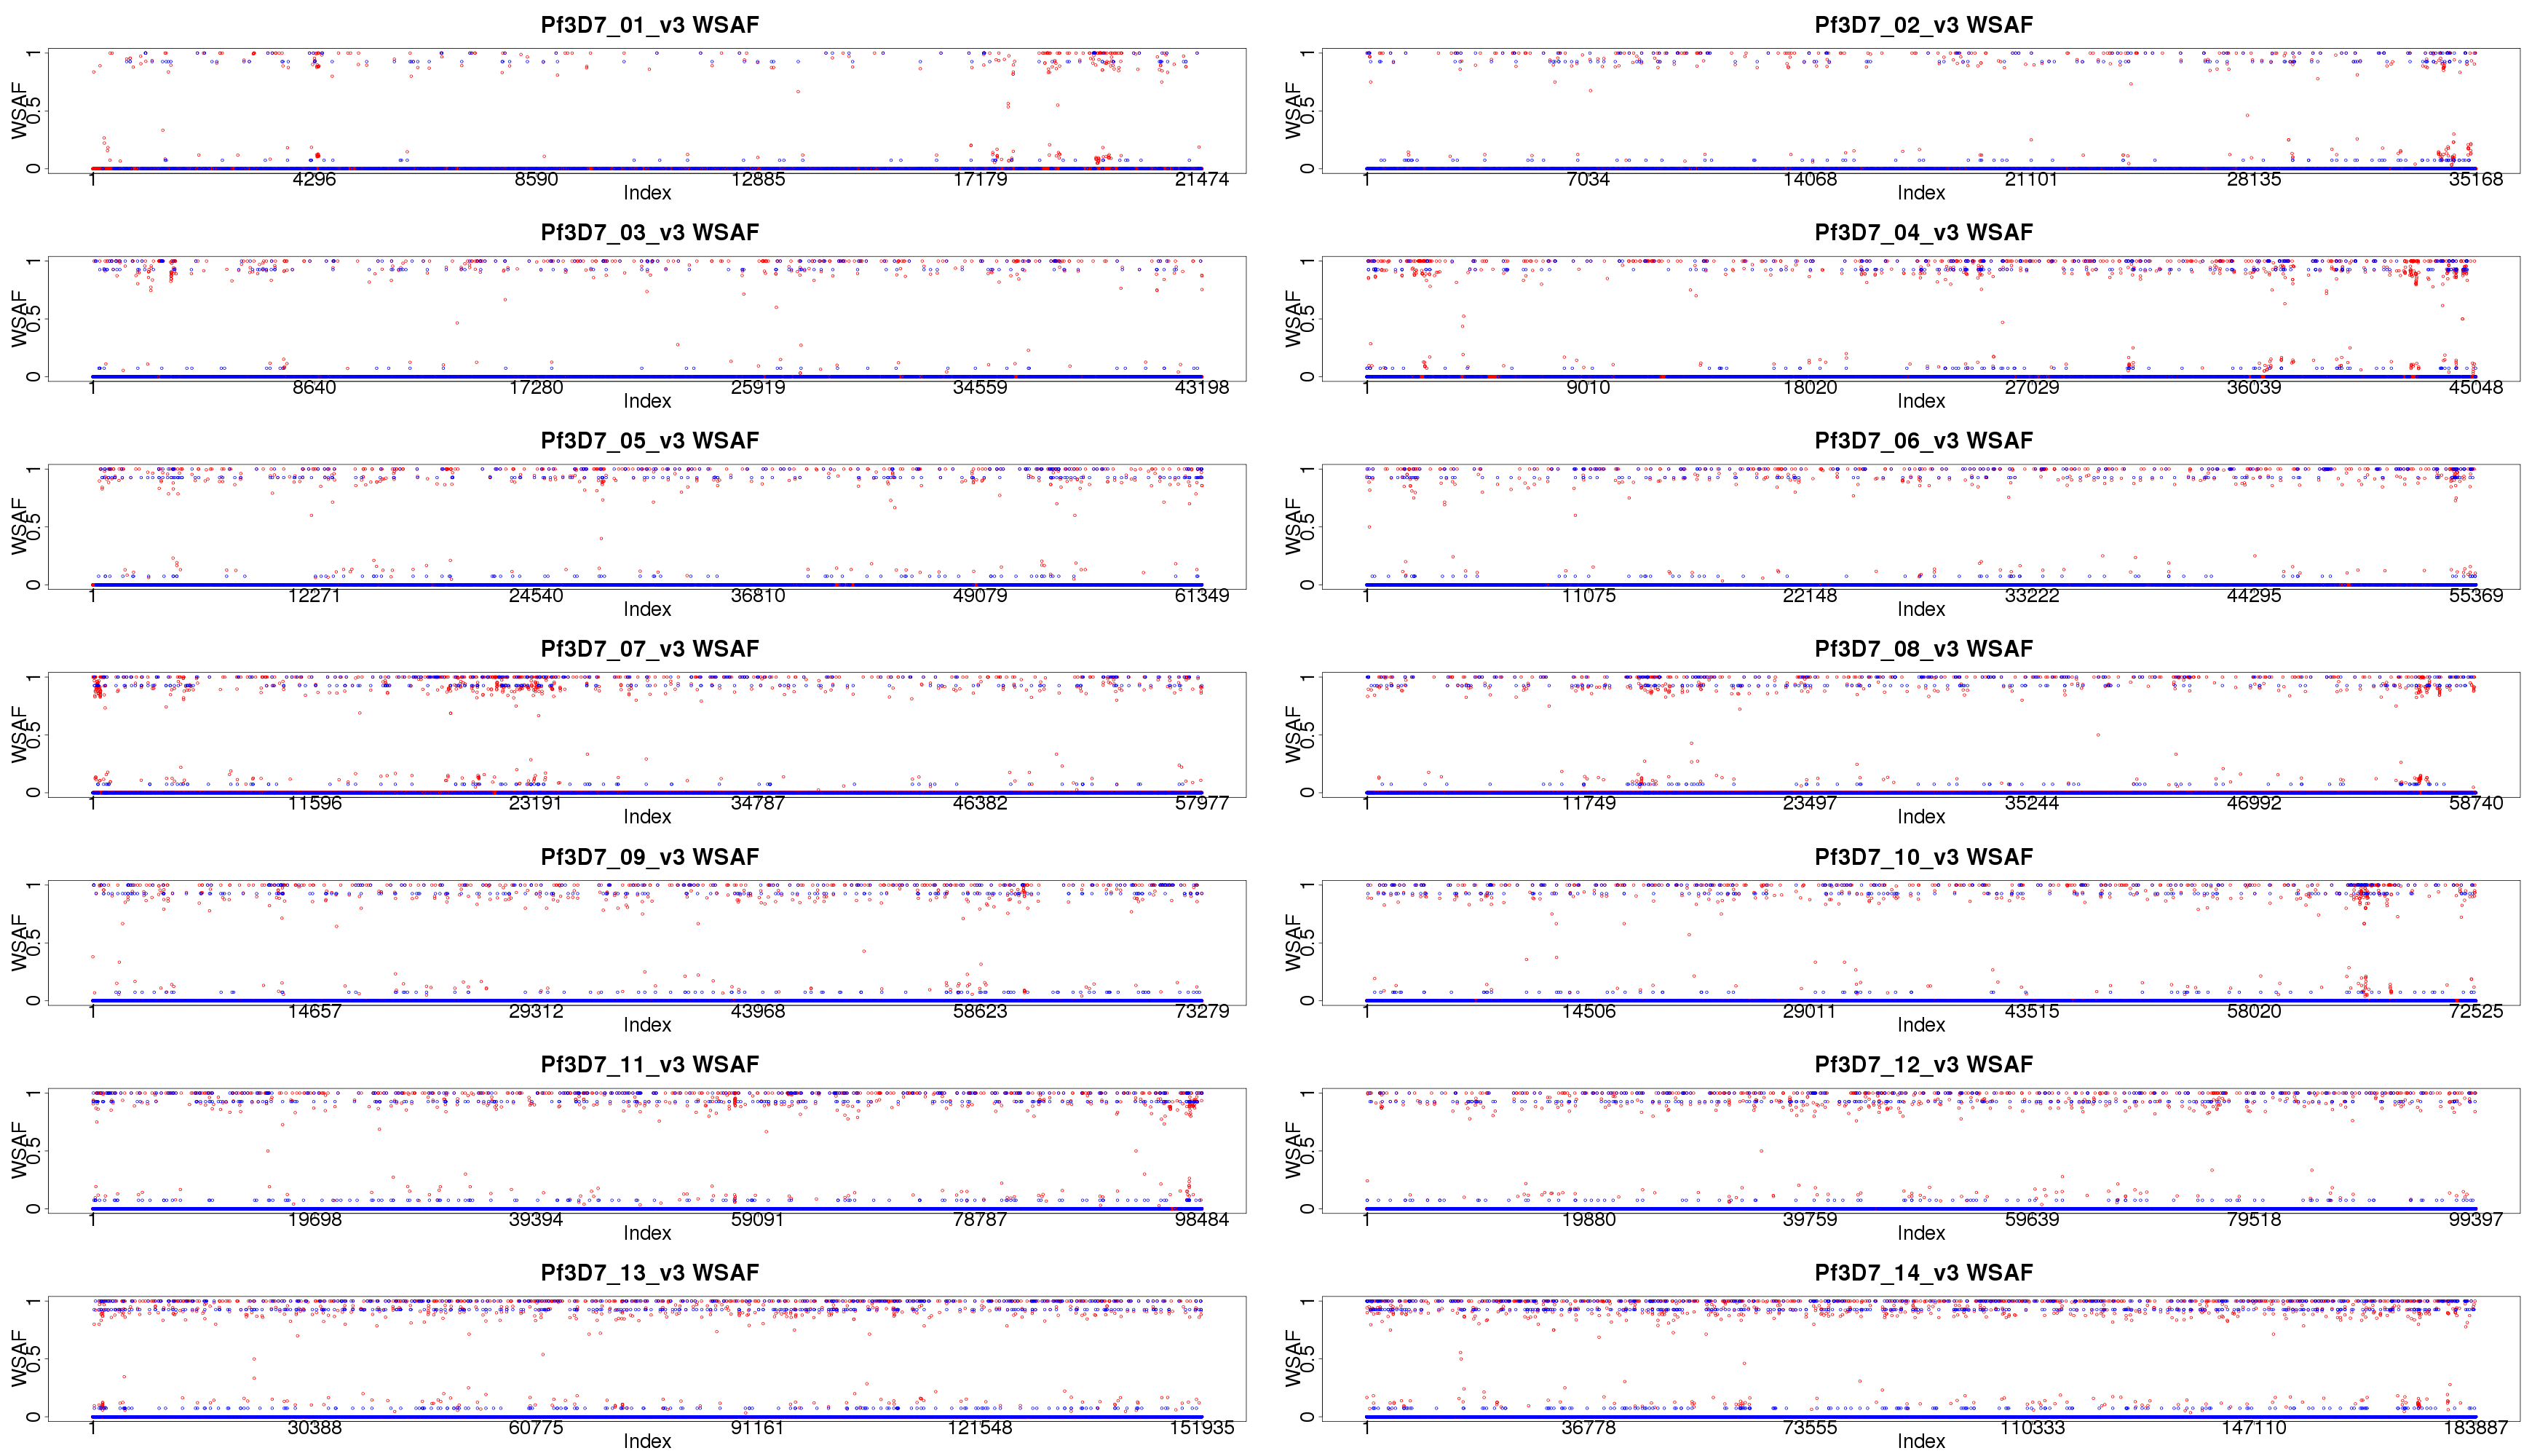 Pf3D7_01_v3 WSAF
WSAF
0 0.5 1
1 4296 8590 12885 17179 21474
Index
Pf3D7_02_v3 WSAF
WSAF
0 0.5 1
1 7034 14068 21101 28135 35168
Index
Pf3D7_03_v3 WSAF
WSAF
0 0.5 1
1 8640 17280 25919 34559 43198
Index
Pf3D7_04_v3 WSAF
WSAF
0 0.5 1
1 9010 18020 27029 36039 45048
Index
Pf3D7_05_v3 WSAF
WSAF
0 0.5 1
1 12271 24540 36810 49079 61349
Index
Pf3D7_06_v3 WSAF
WSAF
0 0.5 1
1 11075 22148 33222 44295 55369
Index
Pf3D7_07_v3 WSAF
WSAF
0 0.5 1
1 11596 23191 34787 46382 57977
Index
Pf3D7_08_v3 WSAF
WSAF
0 0.5 1
1 11749 23497 35244 46992 58740
Index
Pf3D7_09_v3 WSAF
WSAF
0 0.5 1
1 14657 29312 43968 58623 73279
Index
Pf3D7_10_v3 WSAF
WSAF
0 0.5 1
1 14506 29011 43515 58020 72525
Index
Pf3D7_11_v3 WSAF
WSAF
0 0.5 1
1 19698 39394 59091 78787 98484
Index
Pf3D7_12_v3 WSAF
WSAF
0 0.5 1
1 19880 39759 59639 79518 99397
Index
Pf3D7_13_v3 WSAF
WSAF
0 0.5 1
1 30388 60775 91161 121548 151935
Index
Pf3D7_14_v3 WSAF
WSAF
0 0.5 1
1 36778 73555 110333 147110 183887
Index